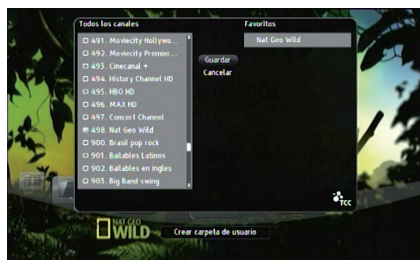 Todos los canales
491. Moviecity Hollywo...
492. Moviecity Premier...
493. Cinecanal +
494. History Channel HD
495. HBO HD
496. MAX HD
497. Concert Channel
498. Nat Geo Wild
900. Brasil pop rock
901. Bailables Latinos
902. Bailables en ingles
903. Big Band swing
Guardar
Cancelar
Favoritos
Nat Geo Wild
TCC
NAT GEO
WILD
Crear carpeta de usuario